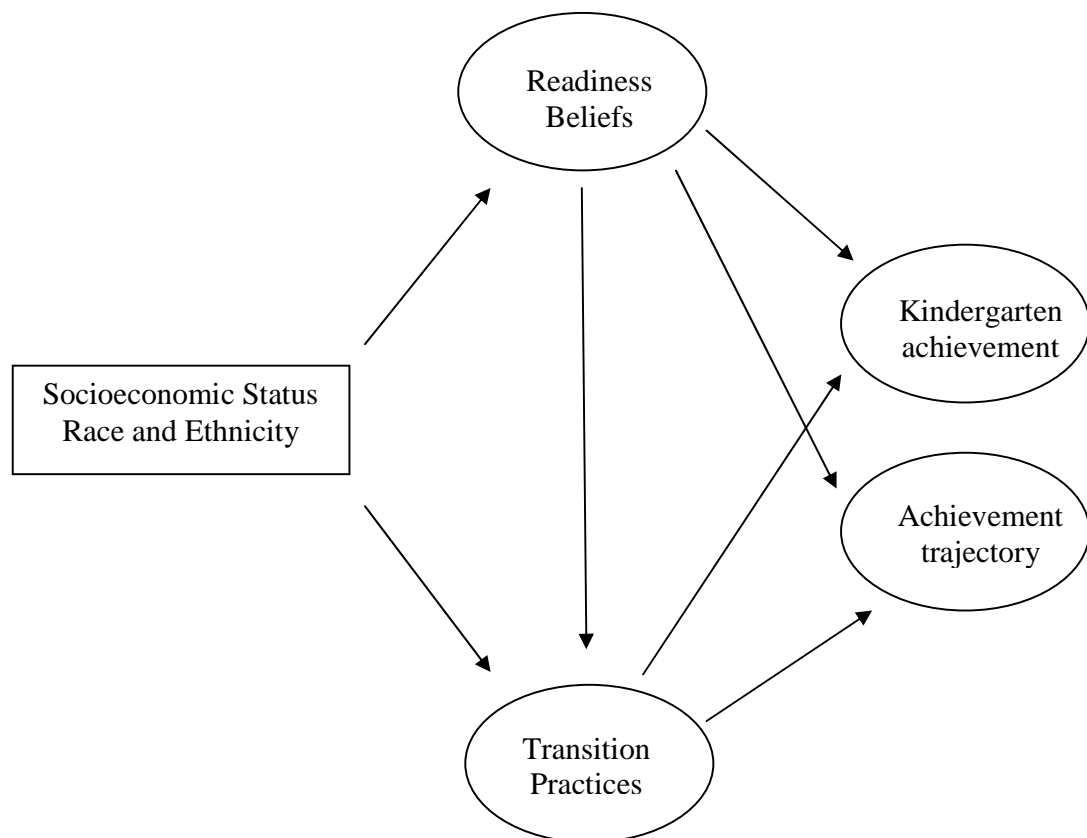 Readiness
Beliefs
Kindergarten
achievement
Socioeconomic Status
Race and Ethnicity
Achievement
trajectory
Transition
Practices